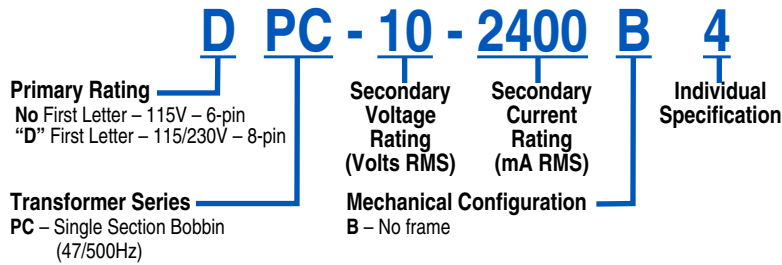 D PC - 10 - 2400 B 4
Primary Rating
No First Letter – 115V – 6-pin
“D” First Letter – 115/230V – 8-pin
Secondary
Voltage
Rating
(Volts RMS)
Secondary
Current
Rating
(mA RMS)
Individual
Specification
Transformer Series
PC – Single Section Bobbin
(47/500Hz)
Mechanical Configuration
B – No frame